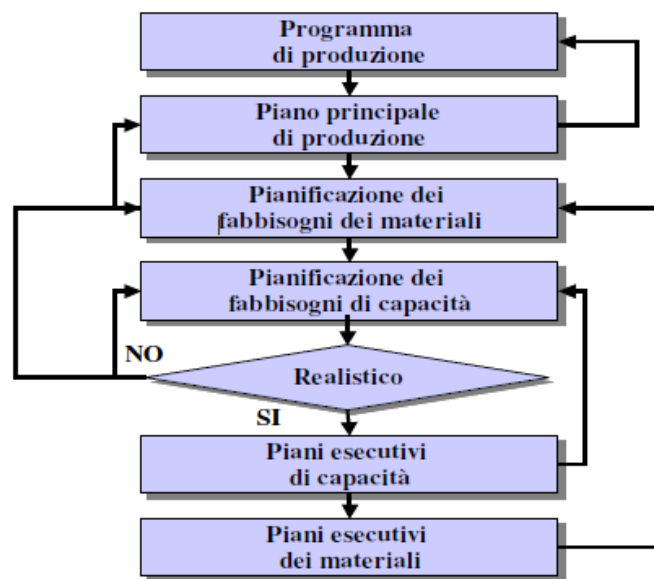 Programma
di produzione
Piano principale
di produzione
Pianificazione dei
fabbisogni dei materiali
Pianificazione dei
fabbisogni di capacità
NO
Realistico
SI
Piani esecutivi
di capacità
Piani esecutivi
dei materiali